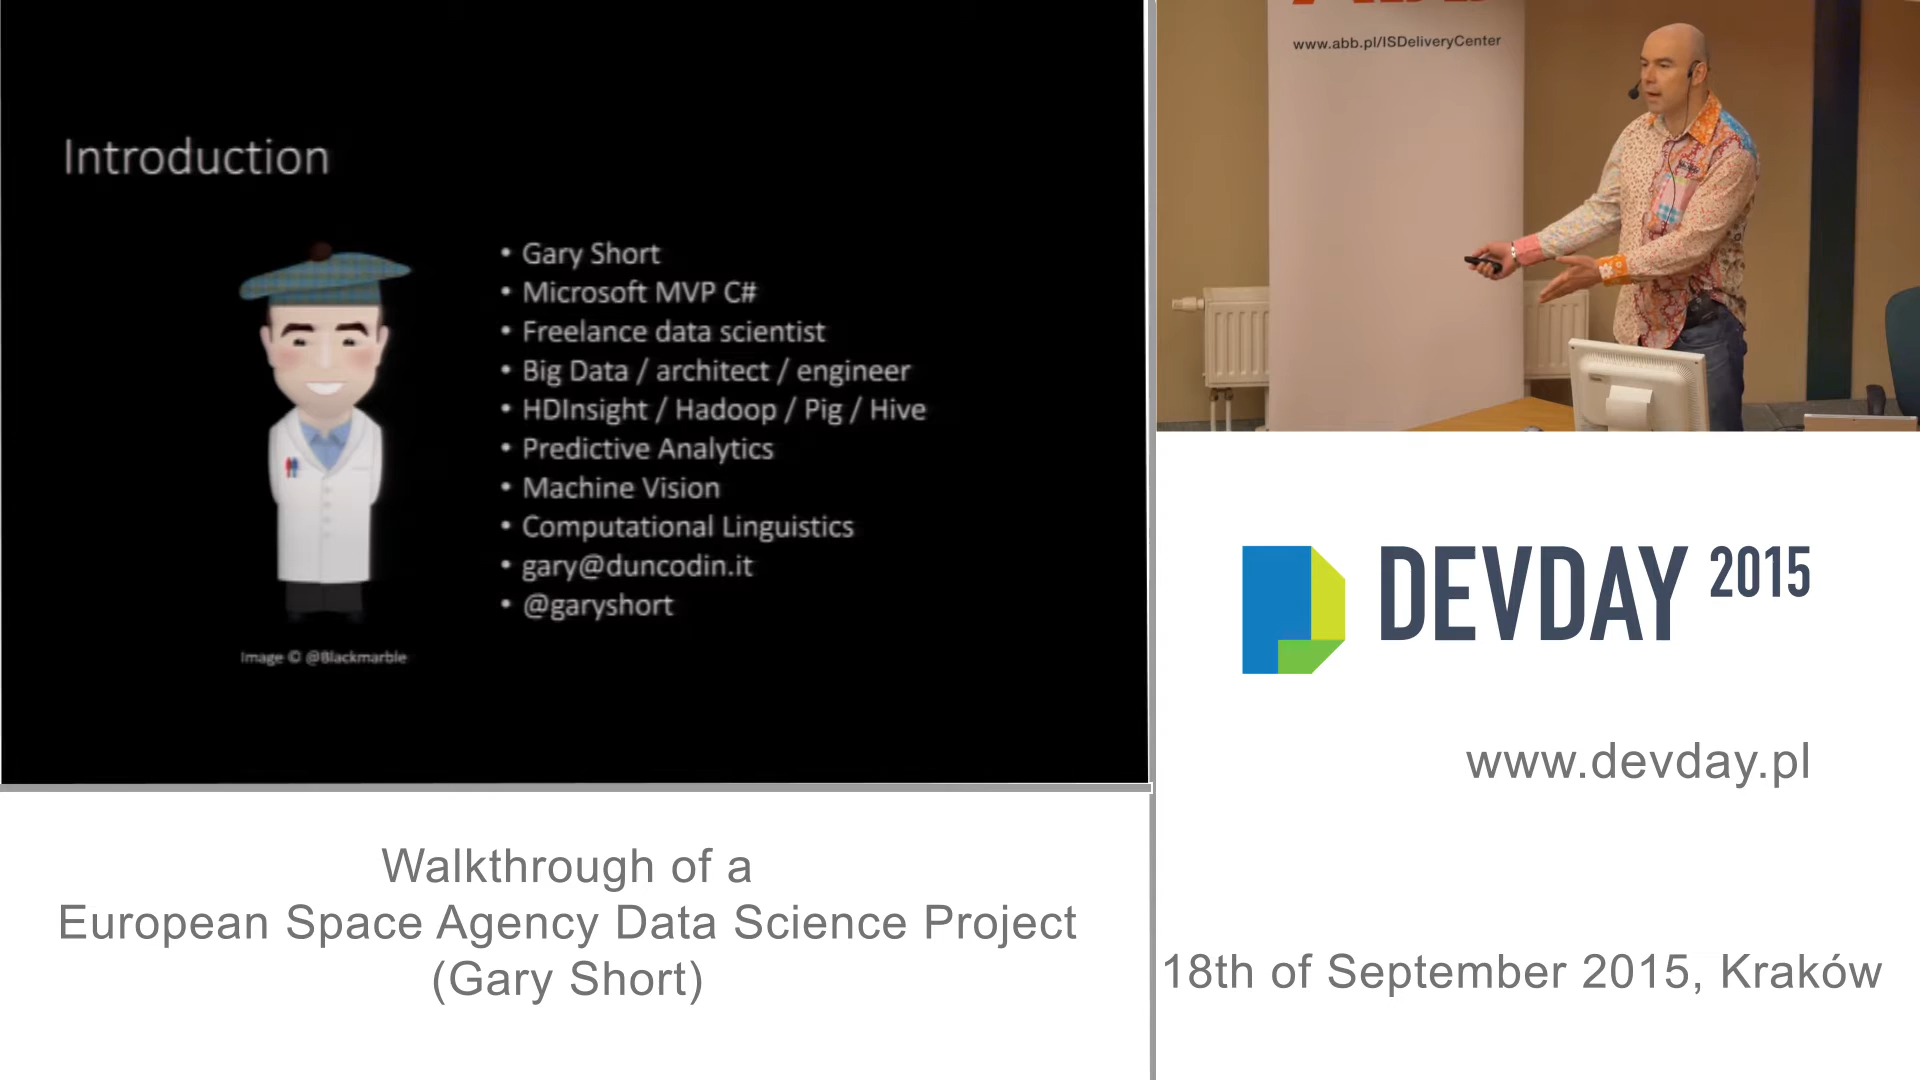 Introduction
• Gary Short
• Microsoft MVP C#
• Freelance data scientist
• Big Data / architect / engineer
• HDInsight / Hadoop / Pig / Hive
• Predictive Analytics
• Machine Vision
• Computational Linguistics
• gary@duncodin.it
• @garyshort
Image © @Blackmarble
www.abb.pl/ISDeliveryCenter
DEVDAY 2015
www.devday.pl
Walkthrough of a
European Space Agency Data Science Project
(Gary Short)
18th of September 2015, Kraków